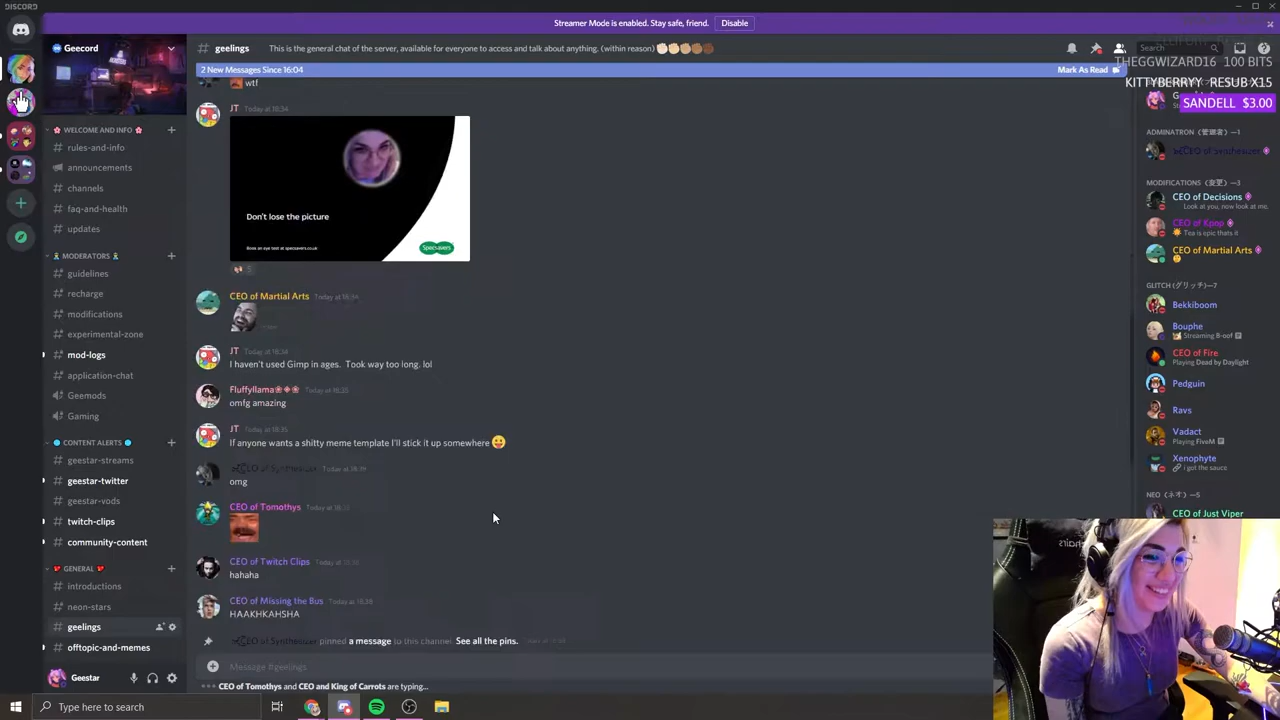 DISCORD
Streamer Mode is enabled. Stay safe, friend.
Disable
Geecord
geelings
This is the general chat of the server, available for everyone to access and talk about anything. (within reason)
Search
THEGGWIZARD16 100 BITS
KITTYBERRYY RESUB X15
SANDELL $3.00
2 New Messages Since 16:04
Mark As Read
WELCOME AND INFO
rules-and-info
announcements
channels
faq-and-health
updates
MODERATORS
guidelines
recharge
modifications
experimental-zone
mod-logs
application-chat
Geemods
Gaming
CONTENT ALERTS
geestar-streams
geestar-twitter
geestar-vods
twitch-clips
community-content
GENERAL
introductions
neon-stars
geelings
offtopic-and-memes
Geestar
wtf
JT Today at 18:34
Don't lose the picture
Book an eye test at specsavers.co.uk
Specsavers
5
CEO of Martial Arts Today at 18:34
JT Today at 18:34
I haven't used Gimp in ages. Took way too long. lol
Fluffyllama Today at 18:35
omfg amazing
JT Today at 18:35
If anyone wants a shitty meme template I'll stick it up somewhere
CEO of Synthesizer Today at 18:39
omg
CEO of Tomothys Today at
CEO of Twitch Clips Today at
hahaha
CEO of Missing the Bus Today at
HAAKHKAHSHA
CEO of Synthesizer pinned a message to this channel. See all the pins.
Message #geelings
CEO of Tomothys and CEO and King of Carrots are typing...
ADMINATRON (管理者) —1
CEO of Synthesizer
MODIFICATIONS (変更) —3
CEO of Decisions
Look at you, now look at me,
CEO of Kpop
Tea is epic thats it
CEO of Martial Arts
GLITCH (グリッチ) —7
Bekkiboom
Bouphe
Streaming B-oof
CEO of Fire
Playing Dead by Daylight
Pedguin
Ravs
Vadact
Playing FiveM
Xenophyte
i got the sauce
NEO (ネオ) —5
CEO of Just Viper
Type here to search